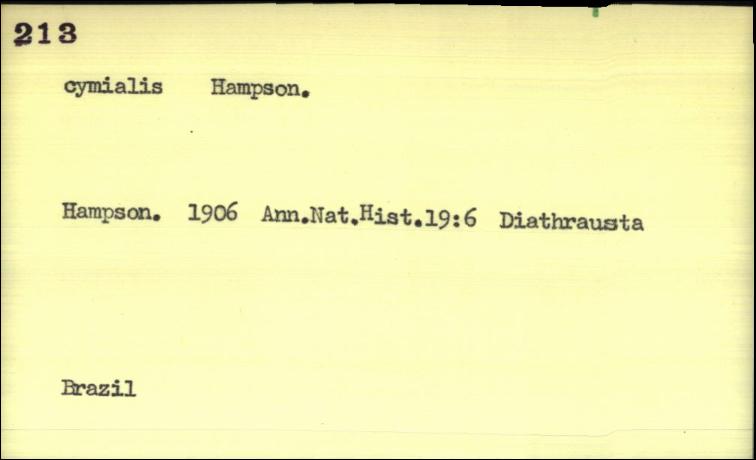 213
cymialis Hampson.
Hampson. 1906 Ann.Nat.Hist.19:6 Diathrausta
Brazil